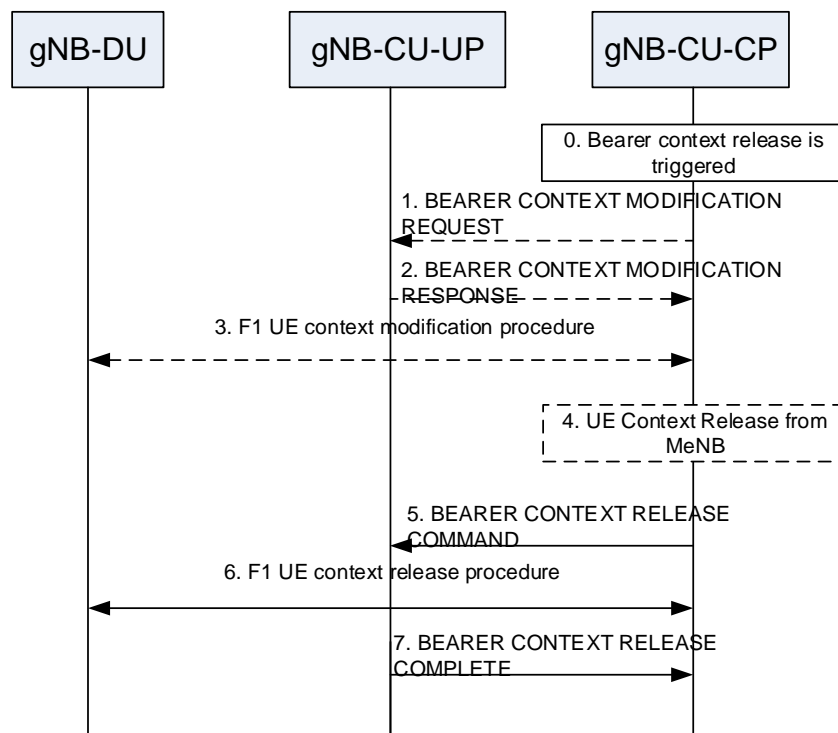 gNB-DU
gNB-CU-UP
gNB-CU-CP
0. Bearer context release is
triggered
1. BEARER CONTEXT MODIFICATION
REQUEST
2. BEARER CONTEXT MODIFICATION
RESPONSE
3. F1 UE context modification procedure
4. UE Context Release from
MeNB
5. BEARER CONTEXT RELEASE
COMMAND
6. F1 UE context release procedure
7. BEARER CONTEXT RELEASE
COMPLETE